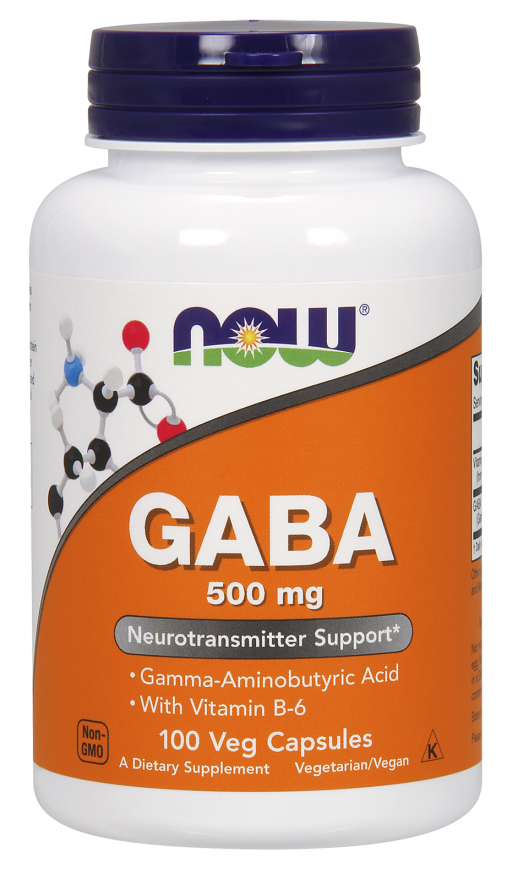 NOW®
GABA
500 mg
Neurotransmitter Support*
• Gamma-Aminobutyric Acid
• With Vitamin B-6
100 Veg Capsules
Non-
GMO
A Dietary Supplement Vegetarian/Vegan
K